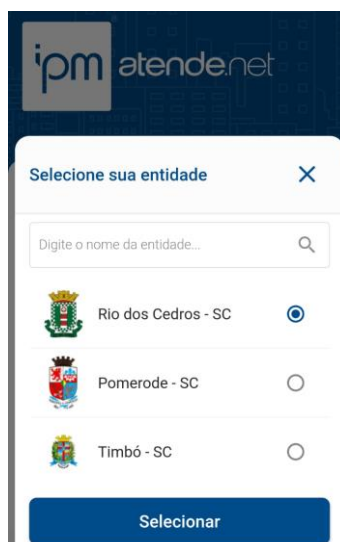 ipm atende.net
Selecione sua entidade
Digite o nome da entidade...
Rio dos Cedros - SC
Pomerode - SC
Timbó - SC
Selecionar